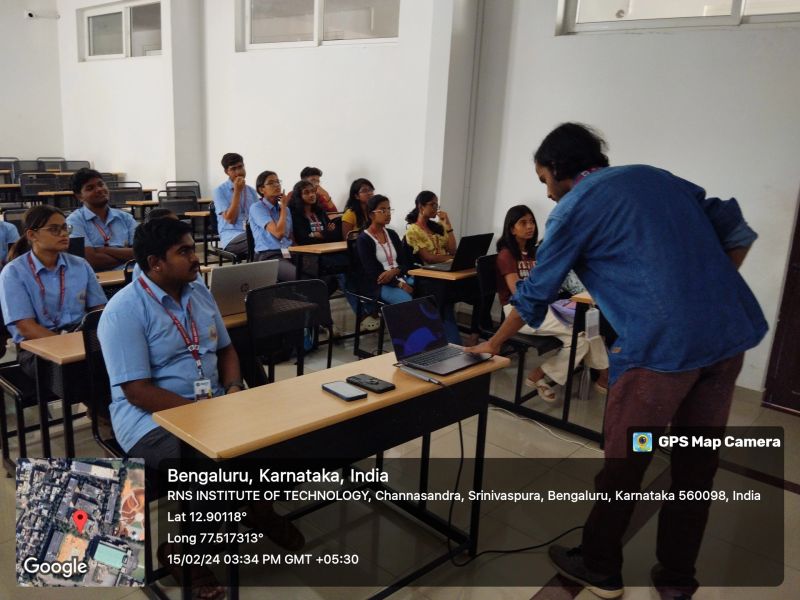 GPS Map Camera
Bengaluru, Karnataka, India
RNS INSTITUTE OF TECHNOLOGY, Channasandra, Srinivaspura, Bengaluru, Karnataka 560098, India
Lat 12.90118°
Long 77.517313°
15/02/24 03:34 PM GMT +05:30
Google